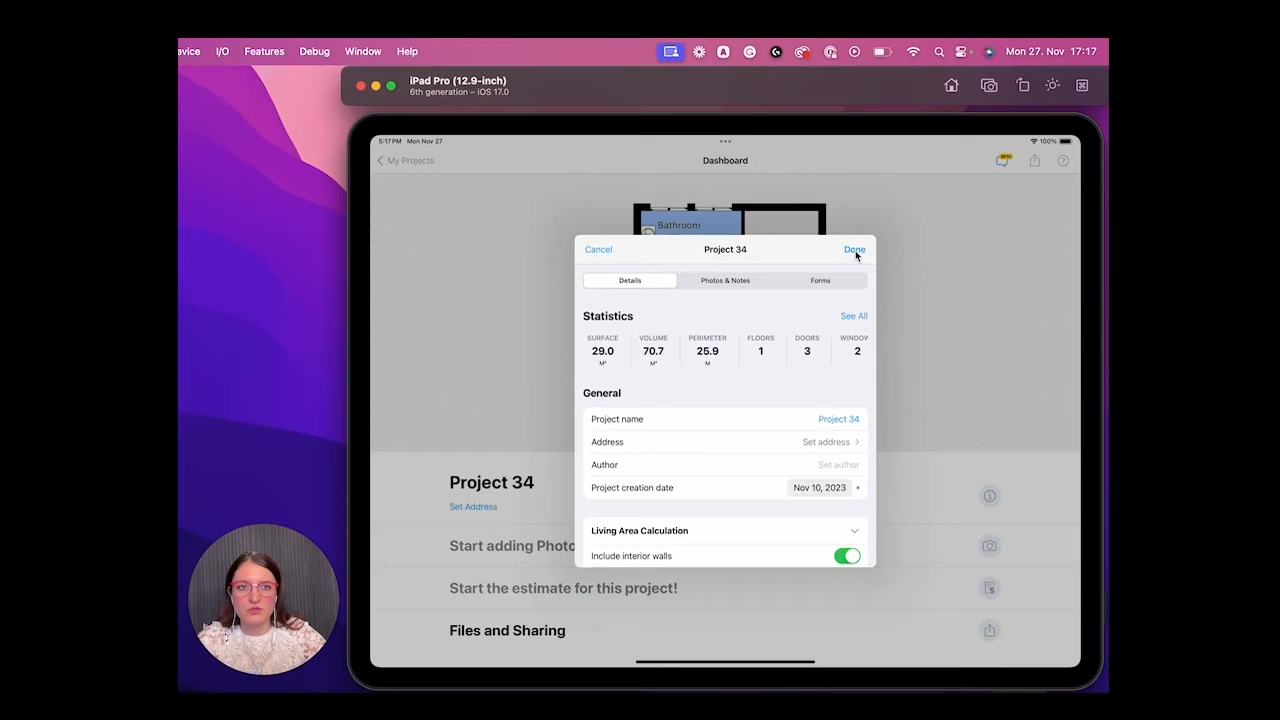 evice I/O Features Debug Window Help Mon 27. Nov 17:17
iPad Pro (12.9-inch)
6th generation – iOS 17.0
5:17 PM Mon Nov 27 100%
My Projects Dashboard BETA
Bathroom
Cancel Project 34 Done
Details Photos & Notes Forms
Statistics See All
SURFACE VOLUME PERIMETER FLOORS DOORS WINDOW
29.0 70.7 25.9 1 3 2
M² M³ M
General
Project name Project 34
Address Set address
Author Set author
Project creation date Nov 10, 2023
Living Area Calculation
Include interior walls
Project 34
Set Address
Start adding Photo
Start the estimate for this project!
Files and Sharing